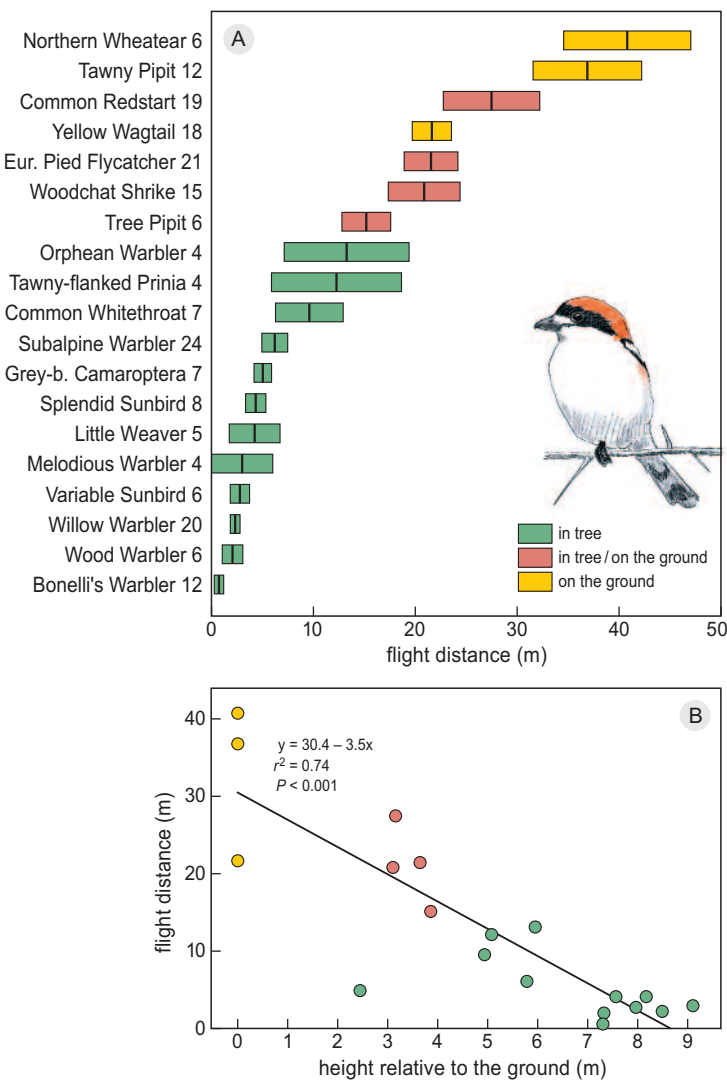 A
Northern Wheatear 6
Tawny Pipit 12
Common Redstart 19
Yellow Wagtail 18
Eur. Pied Flycatcher 21
Woodchat Shrike 15
Tree Pipit 6
Orphean Warbler 4
Tawny-flanked Prinia 4
Common Whitethroat 7
Subalpine Warbler 24
Grey-b. Camaroptera 7
Splendid Sunbird 8
Little Weaver 5
Melodious Warbler 4
Variable Sunbird 6
Willow Warbler 20
Wood Warbler 6
Bonelli's Warbler 12
in tree
in tree / on the ground
on the ground
0 10 20 30 40 50
flight distance (m)
B
y = 30.4 – 3.5x
r² = 0.74
P < 0.001
40
30
20
10
0
flight distance (m)
0 1 2 3 4 5 6 7 8 9
height relative to the ground (m)